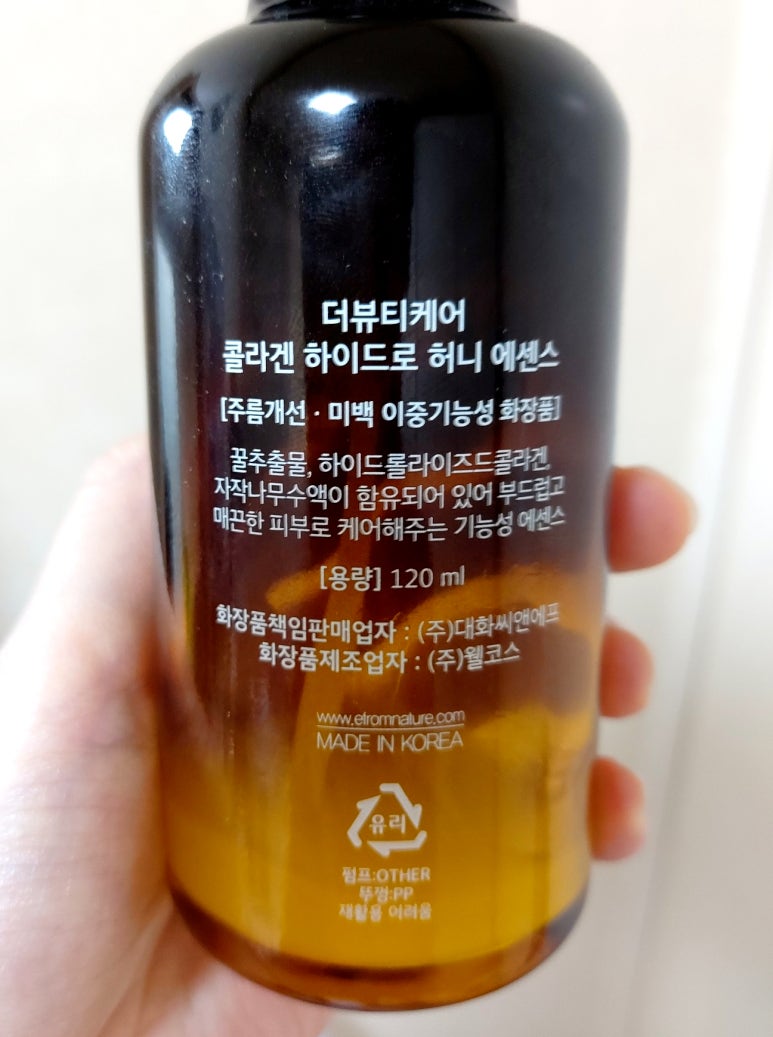 더뷰티케어
콜라겐 하이드로 허니 에센스
[주름개선 · 미백 이중기능성 화장품]
꿀추출물, 하이드롤라이즈드콜라겐,
자작나무수액이 함유되어 있어 부드럽고
매끈한 피부로 케어해주는 기능성 에센스
[용량] 120 ml
화장품책임판매업자 : (주)대화씨앤에프
화장품제조업자 : (주)웰코스
www.elromnature.com
MADE IN KOREA
유리
펌프:OTHER
뚜껑:PP
재활용 어려움